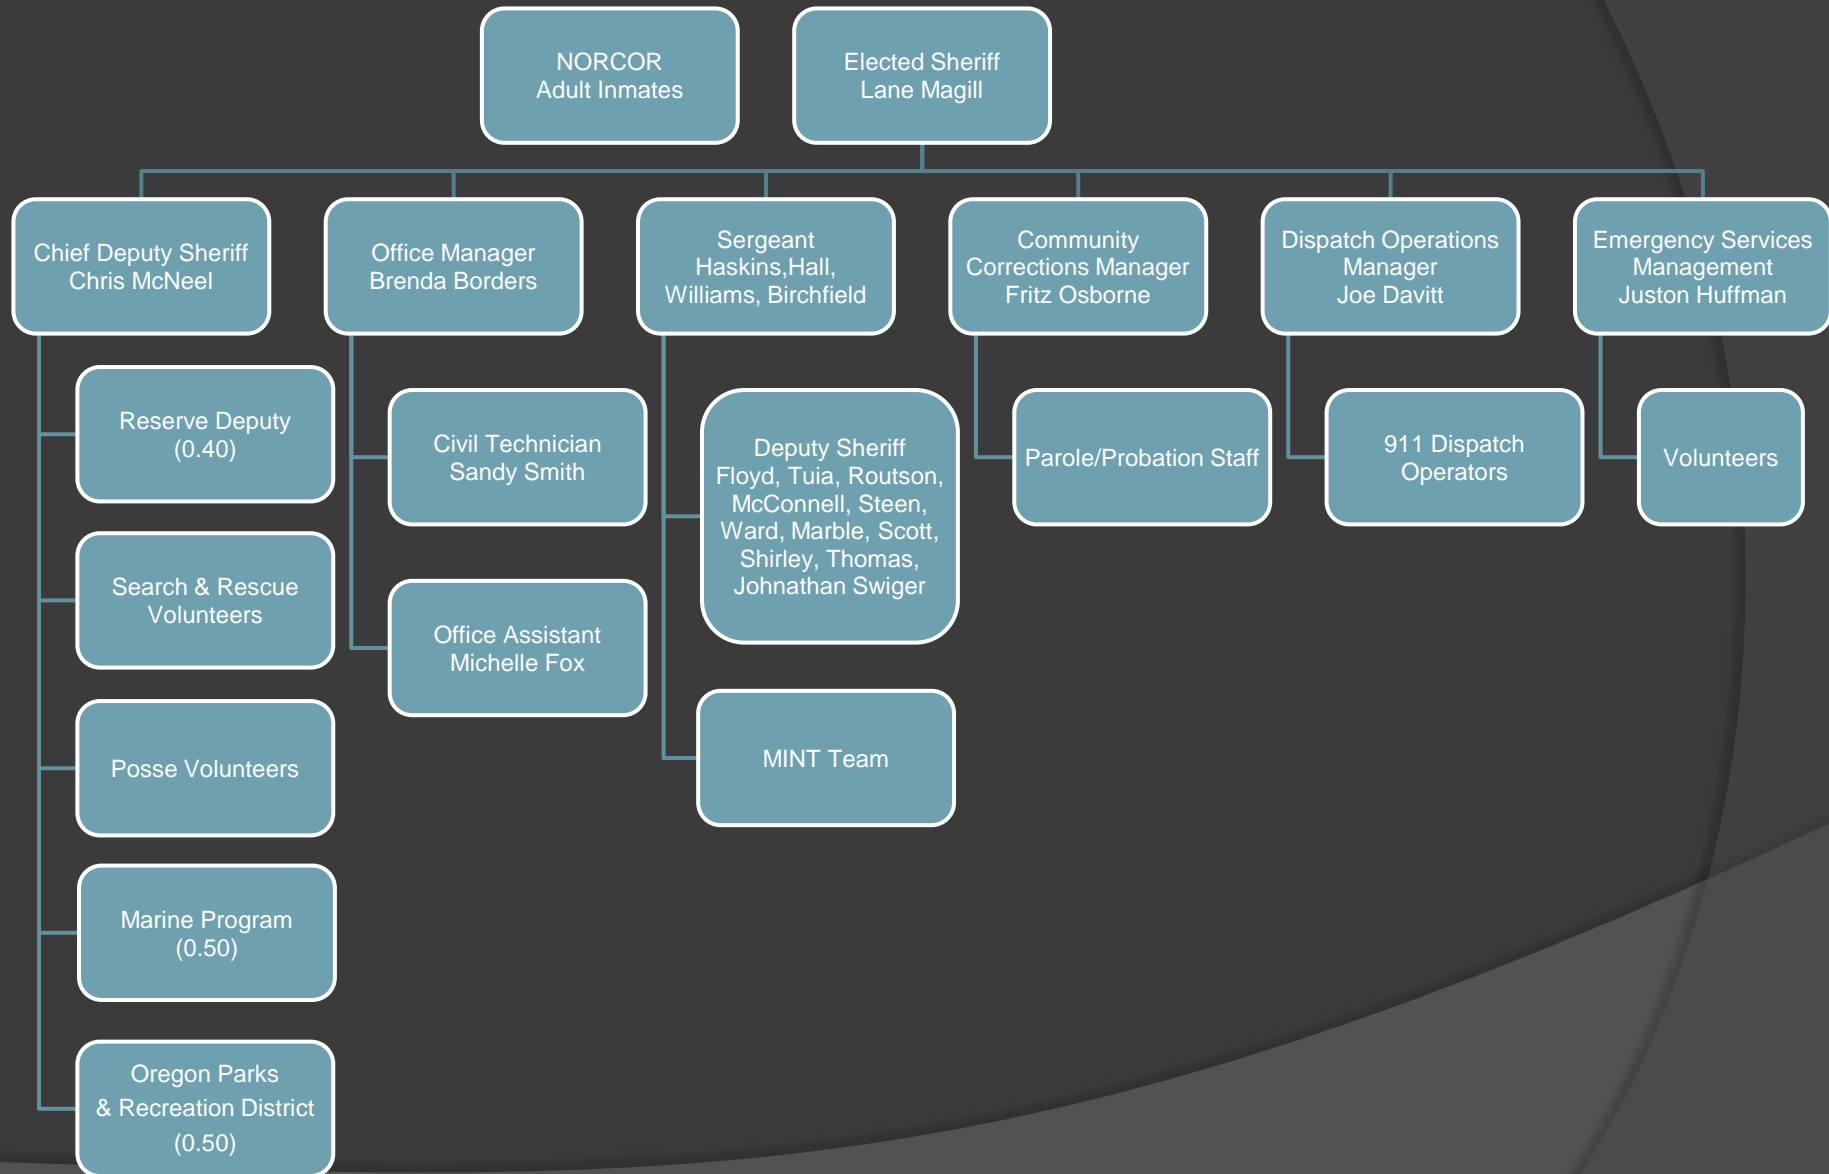 NORCOR
Adult Inmates
Elected Sheriff
Lane Magill
Chief Deputy Sheriff
Chris McNeel
Office Manager
Brenda Borders
Sergeant
Haskins,Hall,
Williams, Birchfield
Community
Corrections Manager
Fritz Osborne
Dispatch Operations
Manager
Joe Davitt
Emergency Services
Management
Juston Huffman
Reserve Deputy
(0.40)
Search & Rescue
Volunteers
Posse Volunteers
Marine Program
(0.50)
Oregon Parks
& Recreation District
(0.50)
Civil Technician
Sandy Smith
Office Assistant
Michelle Fox
Deputy Sheriff
Floyd, Tuia, Routson,
McConnell, Steen,
Ward, Marble, Scott,
Shirley, Thomas,
Johnathan Swiger
MINT Team
Parole/Probation Staff
911 Dispatch
Operators
Volunteers